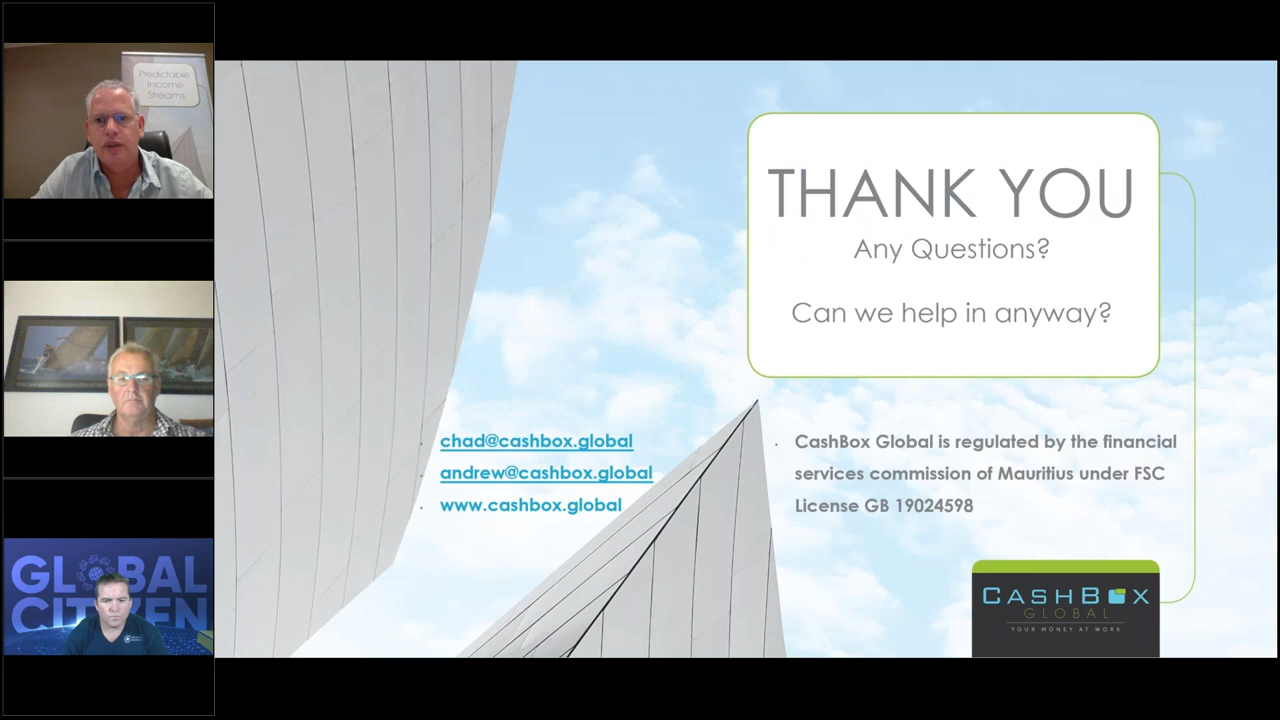 Predictable
Income
Streams
GLOBAL
CITIZEN
THANK YOU
Any Questions?
Can we help in anyway?
chad@cashbox.global
andrew@cashbox.global
www.cashbox.global
CashBox Global is regulated by the financial
services commission of Mauritius under FSC
License GB 19024598
CASHBOX
GLOBAL
YOUR MONEY AT WORK